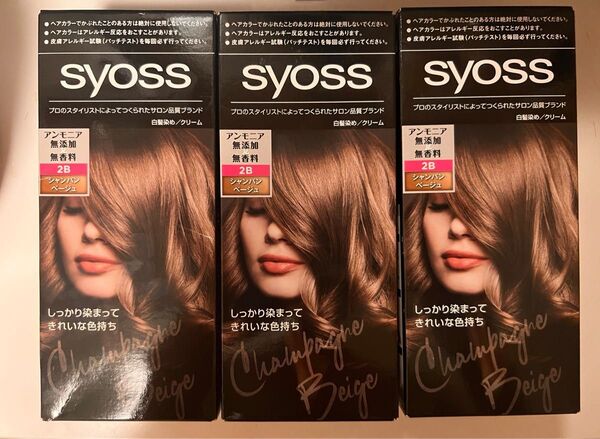 ●ヘアカラーでかぶれたことのある方は絶対に使用しないでください。
●ヘアカラーはアレルギー反応をおこすことがあります。
●皮膚アレルギー試験(パッチテスト)を毎回必ず行ってください。
syoss
プロのスタイリストによってつくられたサロン品質ブランド
白髪染め/クリーム
アンモニア
無添加
無香料
2B
シャンパン
ベージュ
しっかり染まって
きれいな色持ち
Champagne
Beige
●ヘアカラーでかぶれたことのある方は絶対に使用しないでください。
●ヘアカラーはアレルギー反応をおこすことがあります。
●皮膚アレルギー試験(パッチテスト)を毎回必ず行ってください。
syoss
プロのスタイリストによってつくられたサロン品質ブランド
白髪染め/クリーム
アンモニア
無添加
無香料
2B
シャンパン
ベージュ
しっかり染まって
きれいな色持ち
Champagne
Beige
●ヘアカラーでかぶれたことのある方は絶対に使用しないでください。
●ヘアカラーはアレルギー反応をおこすことがあります。
●皮膚アレルギー試験(パッチテスト)を毎回必ず行ってください。
syoss
プロのスタイリストによってつくられたサロン品質ブランド
白髪染め/クリーム
アンモニア
無添加
無香料
2B
シャンパン
ベージュ
しっかり染まって
きれいな色持ち
Champagne
Beige